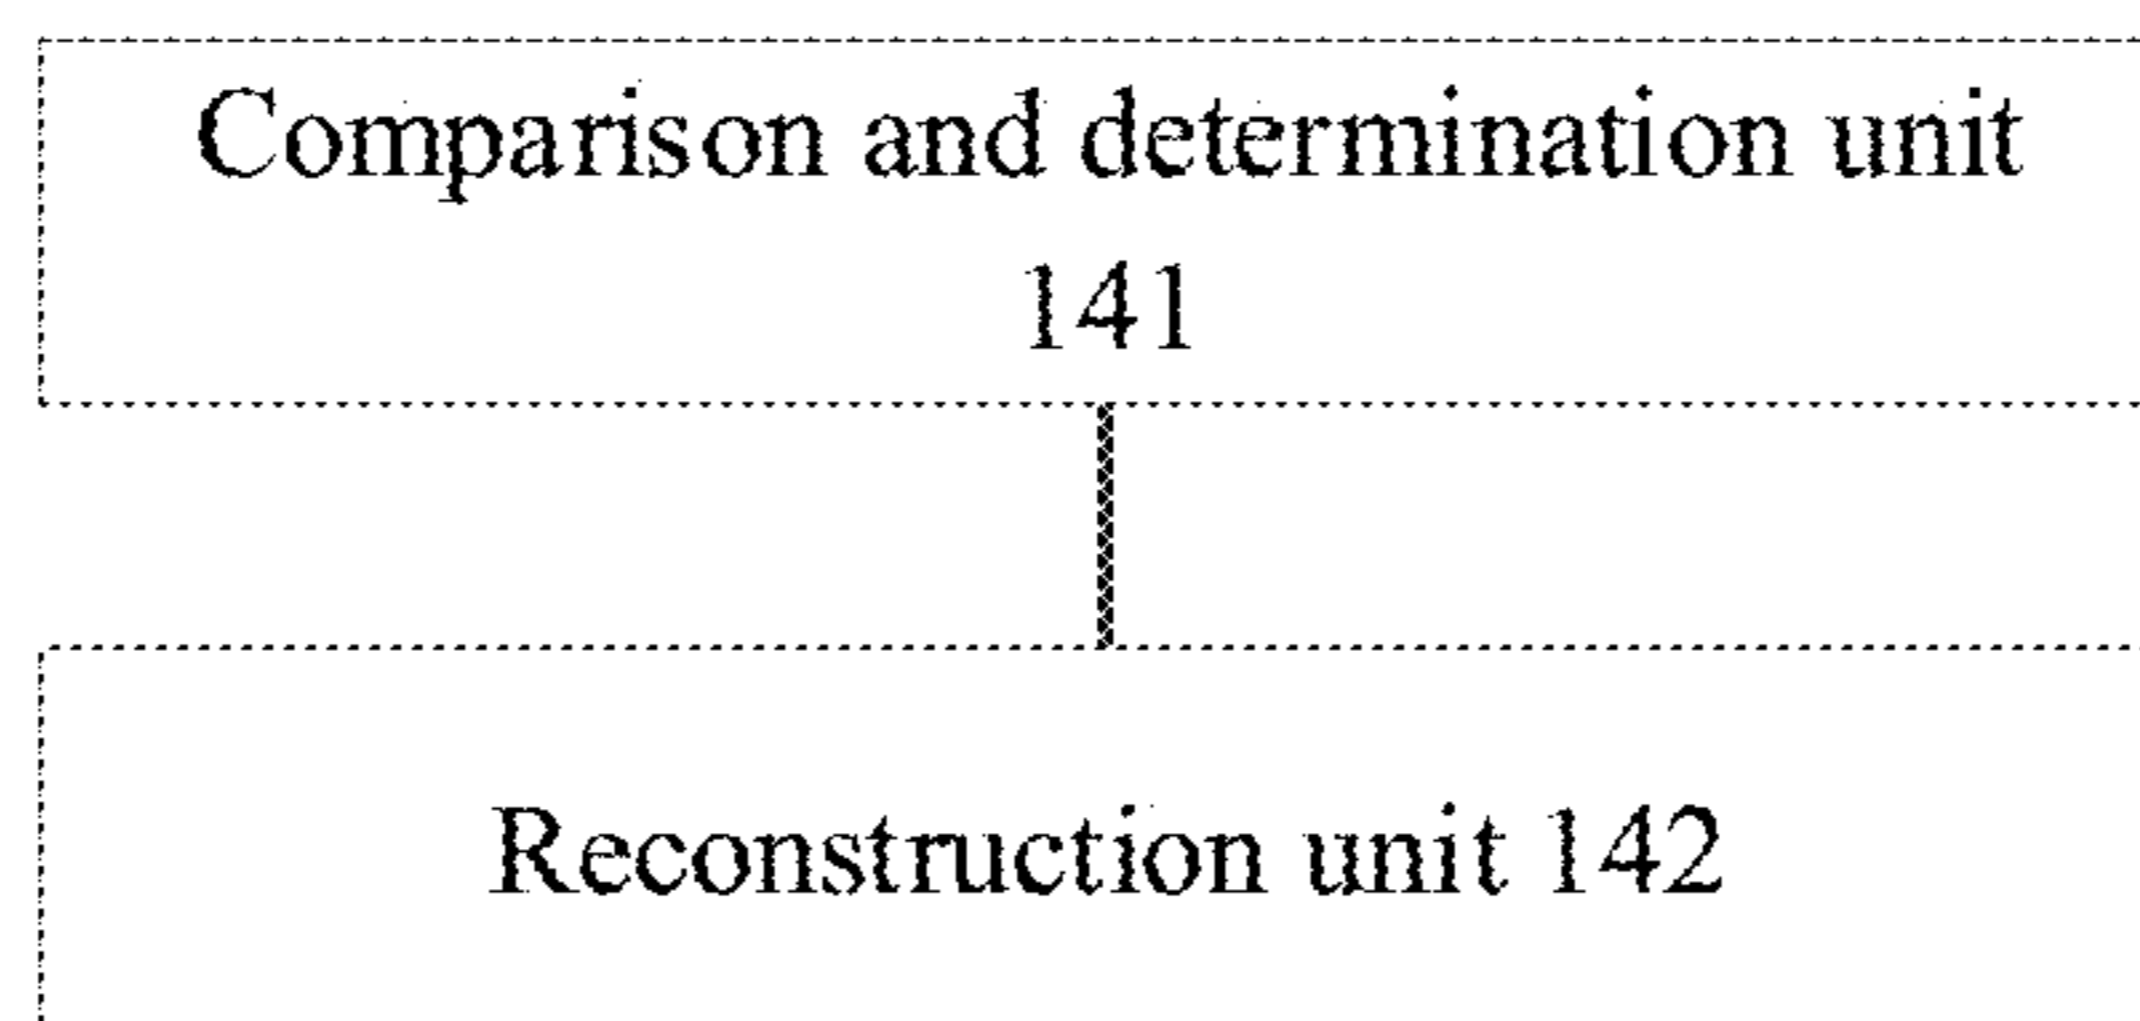 Comparison and determination unit
141
Reconstruction unit 142